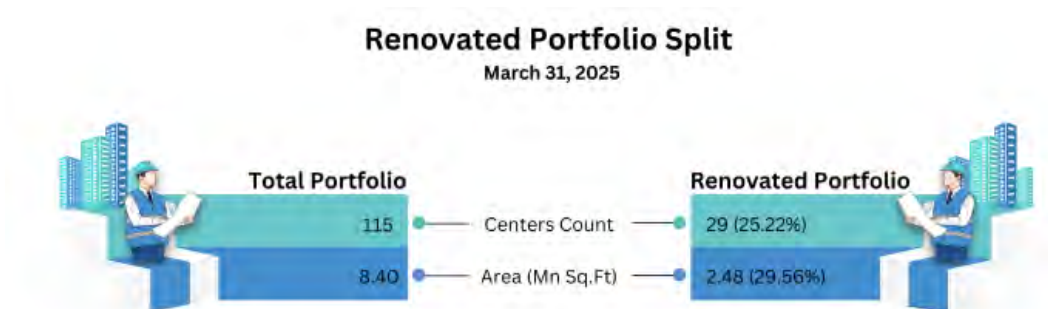 Renovated Portfolio Split
March 31, 2025
Total Portfolio
Renovated Portfolio
115
Centers Count
29 (25.22%)
8.40
Area (Mn Sq.Ft)
2.48 (29.56%)